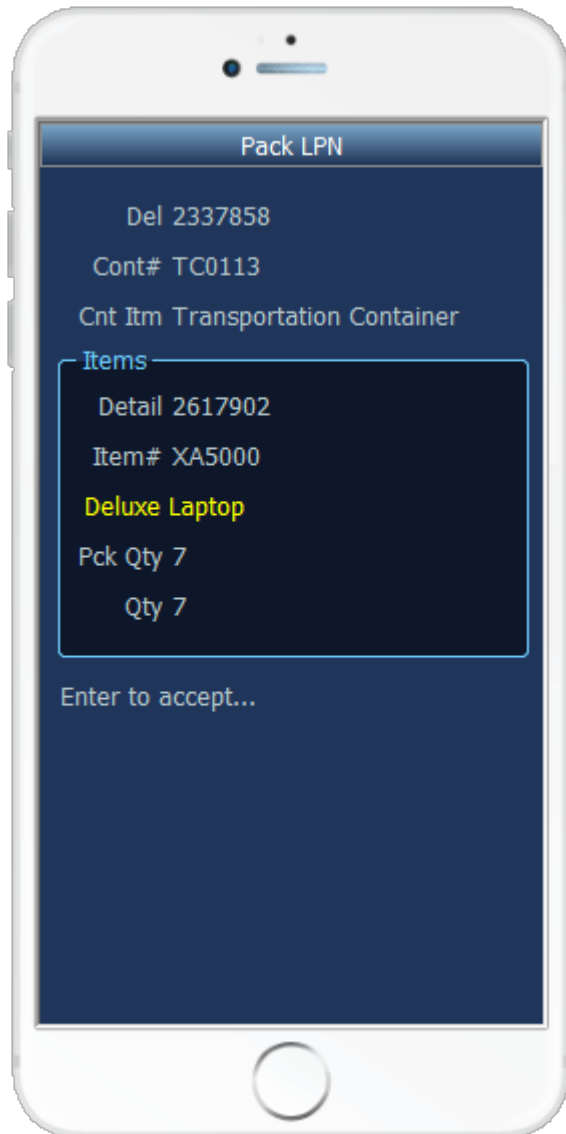 Pack LPN
Del 2337858
Cont# TC0113
Cnt Itm Transportation Container
Items
Detail 2617902
Item# XA5000
Deluxe Laptop
Pck Qty 7
Qty 7
Enter to accept...